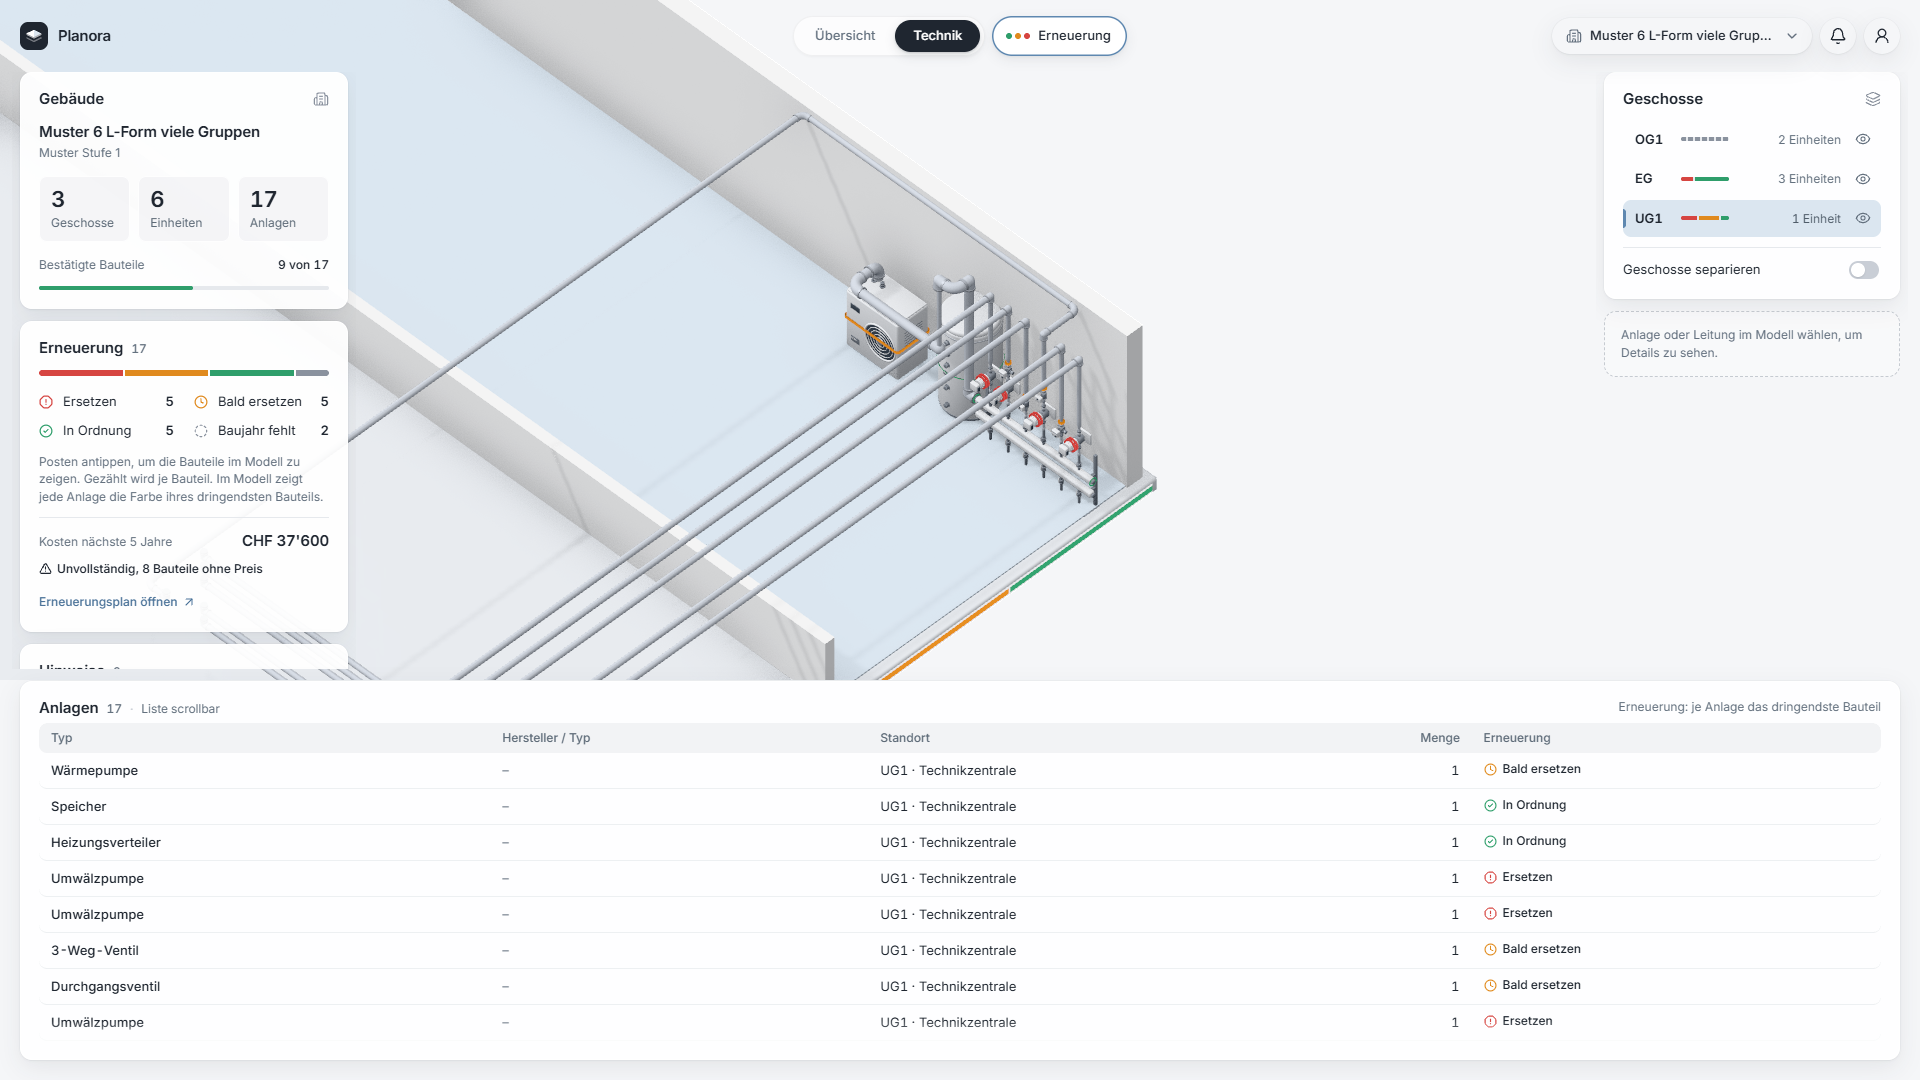 Planora
Übersicht
Technik
Erneuerung
Muster 6 L-Form viele Grup...
Gebäude
Muster 6 L-Form viele Gruppen
Muster Stufe 1
3 Geschosse
6 Einheiten
17 Anlagen
Bestätigte Bauteile 9 von 17
Erneuerung 17
Ersetzen 5
Bald ersetzen 5
In Ordnung 5
Baujahr fehlt 2
Posten antippen, um die Bauteile im Modell zu
zeigen. Gezählt wird je Bauteil. Im Modell zeigt
jede Anlage die Farbe ihres dringendsten Bauteils.
Kosten nächste 5 Jahre CHF 37'600
Unvollständig, 8 Bauteile ohne Preis
Erneuerungsplan öffnen
Geschosse
OG1 2 Einheiten
EG 3 Einheiten
UG1 1 Einheit
Geschosse separieren
Anlage oder Leitung im Modell wählen, um
Details zu sehen.
Anlagen 17 · Liste scrollbar
Erneuerung: je Anlage das dringendste Bauteil
Typ Hersteller / Typ Standort Menge Erneuerung
Wärmepumpe – UG1 · Technikzentrale 1 Bald ersetzen
Speicher – UG1 · Technikzentrale 1 In Ordnung
Heizungsverteiler – UG1 · Technikzentrale 1 In Ordnung
Umwälzpumpe – UG1 · Technikzentrale 1 Ersetzen
Umwälzpumpe – UG1 · Technikzentrale 1 Ersetzen
3-Weg-Ventil – UG1 · Technikzentrale 1 Bald ersetzen
Durchgangsventil – UG1 · Technikzentrale 1 Bald ersetzen
Umwälzpumpe – UG1 · Technikzentrale 1 Ersetzen